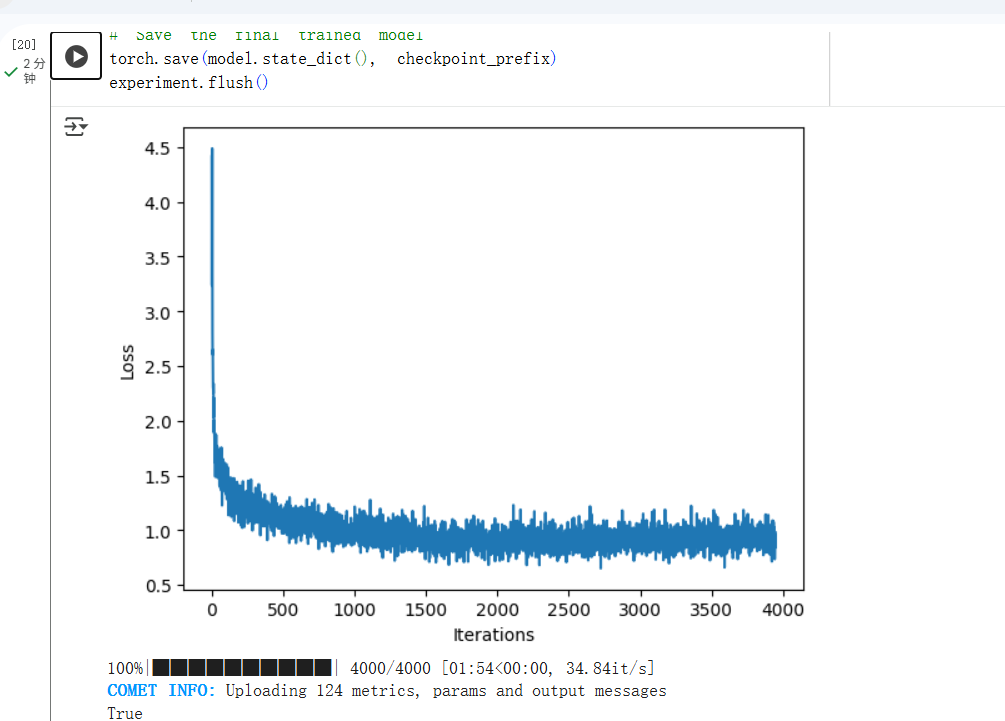 [20]
2 分
钟
# Save the final trained model
torch.save(model.state_dict(), checkpoint_prefix)
experiment.flush()
4.5
4.0
3.5
3.0
2.5
2.0
1.5
1.0
0.5
Loss
0 500 1000 1500 2000 2500 3000 3500 4000
Iterations
100%|██████████| 4000/4000 [01:54<00:00, 34.84it/s]
COMET INFO: Uploading 124 metrics, params and output messages
True